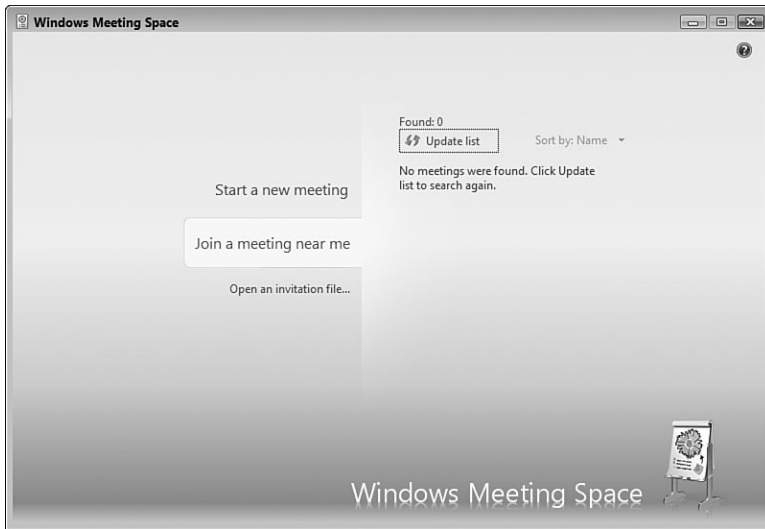 Windows Meeting Space
Found: 0
Update list
Sort by: Name
No meetings were found. Click Update
list to search again.
Start a new meeting
Join a meeting near me
Open an invitation file...
Windows Meeting Space